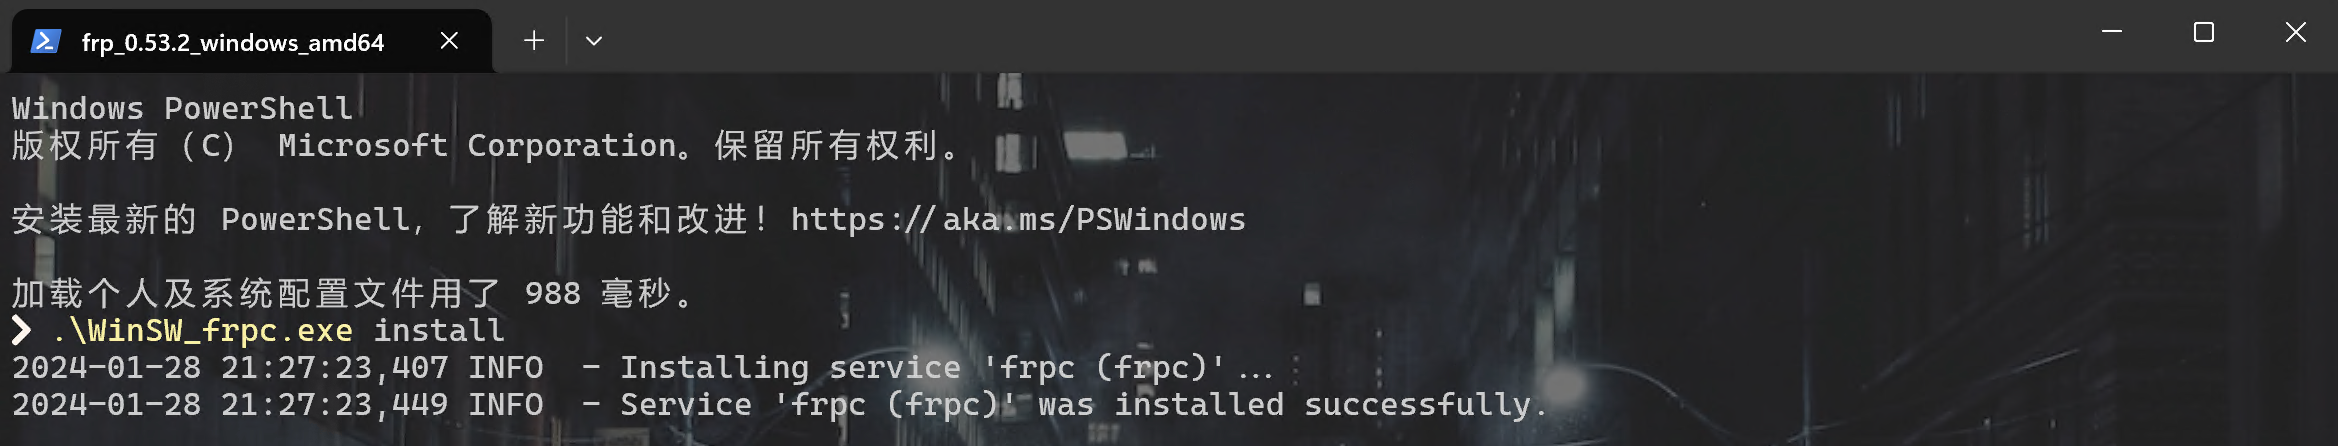 frp_0.53.2_windows_amd64
Windows PowerShell
版权所有 (C)  Microsoft Corporation。保留所有权利。
安装最新的 PowerShell，了解新功能和改进！https://aka.ms/PSWindows
加载个人及系统配置文件用了 988 毫秒。
❯ .\WinSW_frpc.exe install
2024-01-28 21:27:23,407 INFO  - Installing service 'frpc (frpc)'...
2024-01-28 21:27:23,449 INFO  - Service 'frpc (frpc)' was installed successfully.